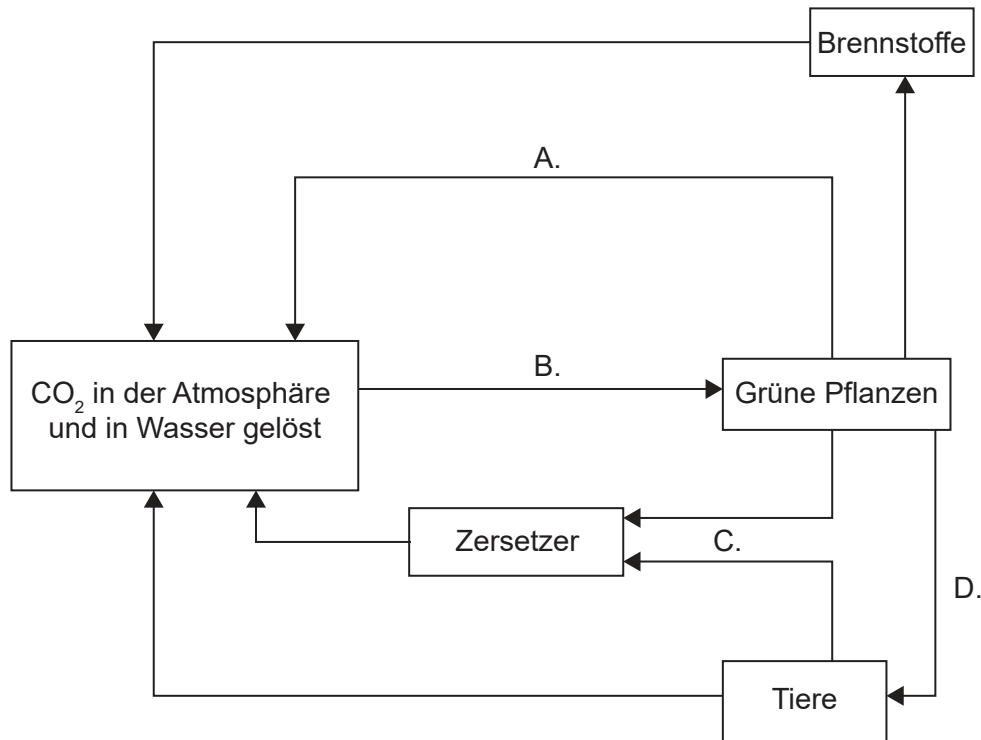 Brennstoffe
A.
B.
CO₂ in der Atmosphäre
und in Wasser gelöst
Grüne Pflanzen
Zersetzer
C.
D.
Tiere